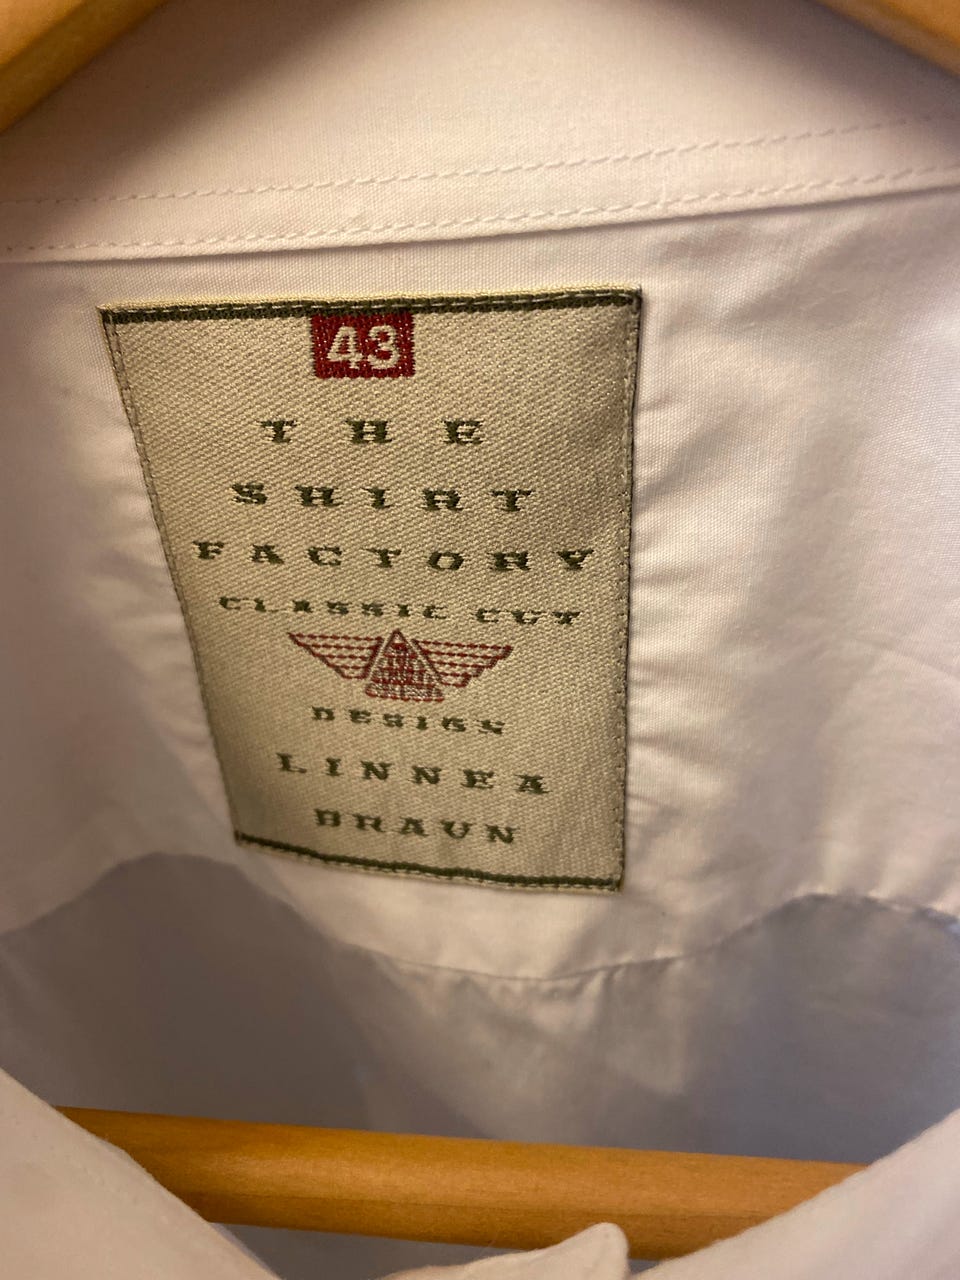 43
THE
SHIRT
FACTORY
CLASSIC CUT
DESIGN
LINNEA
BRAUN